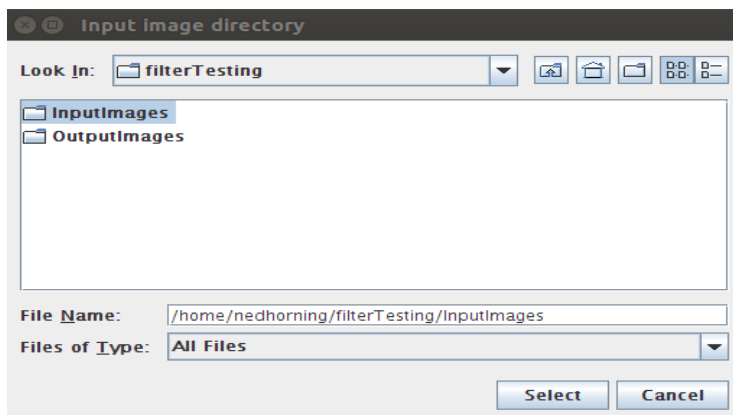 Input image directory
Look In: filterTesting
InputImages
OutputImages
File Name: /home/nedhorning/filterTesting/InputImages
Files of Type: All Files
Select Cancel